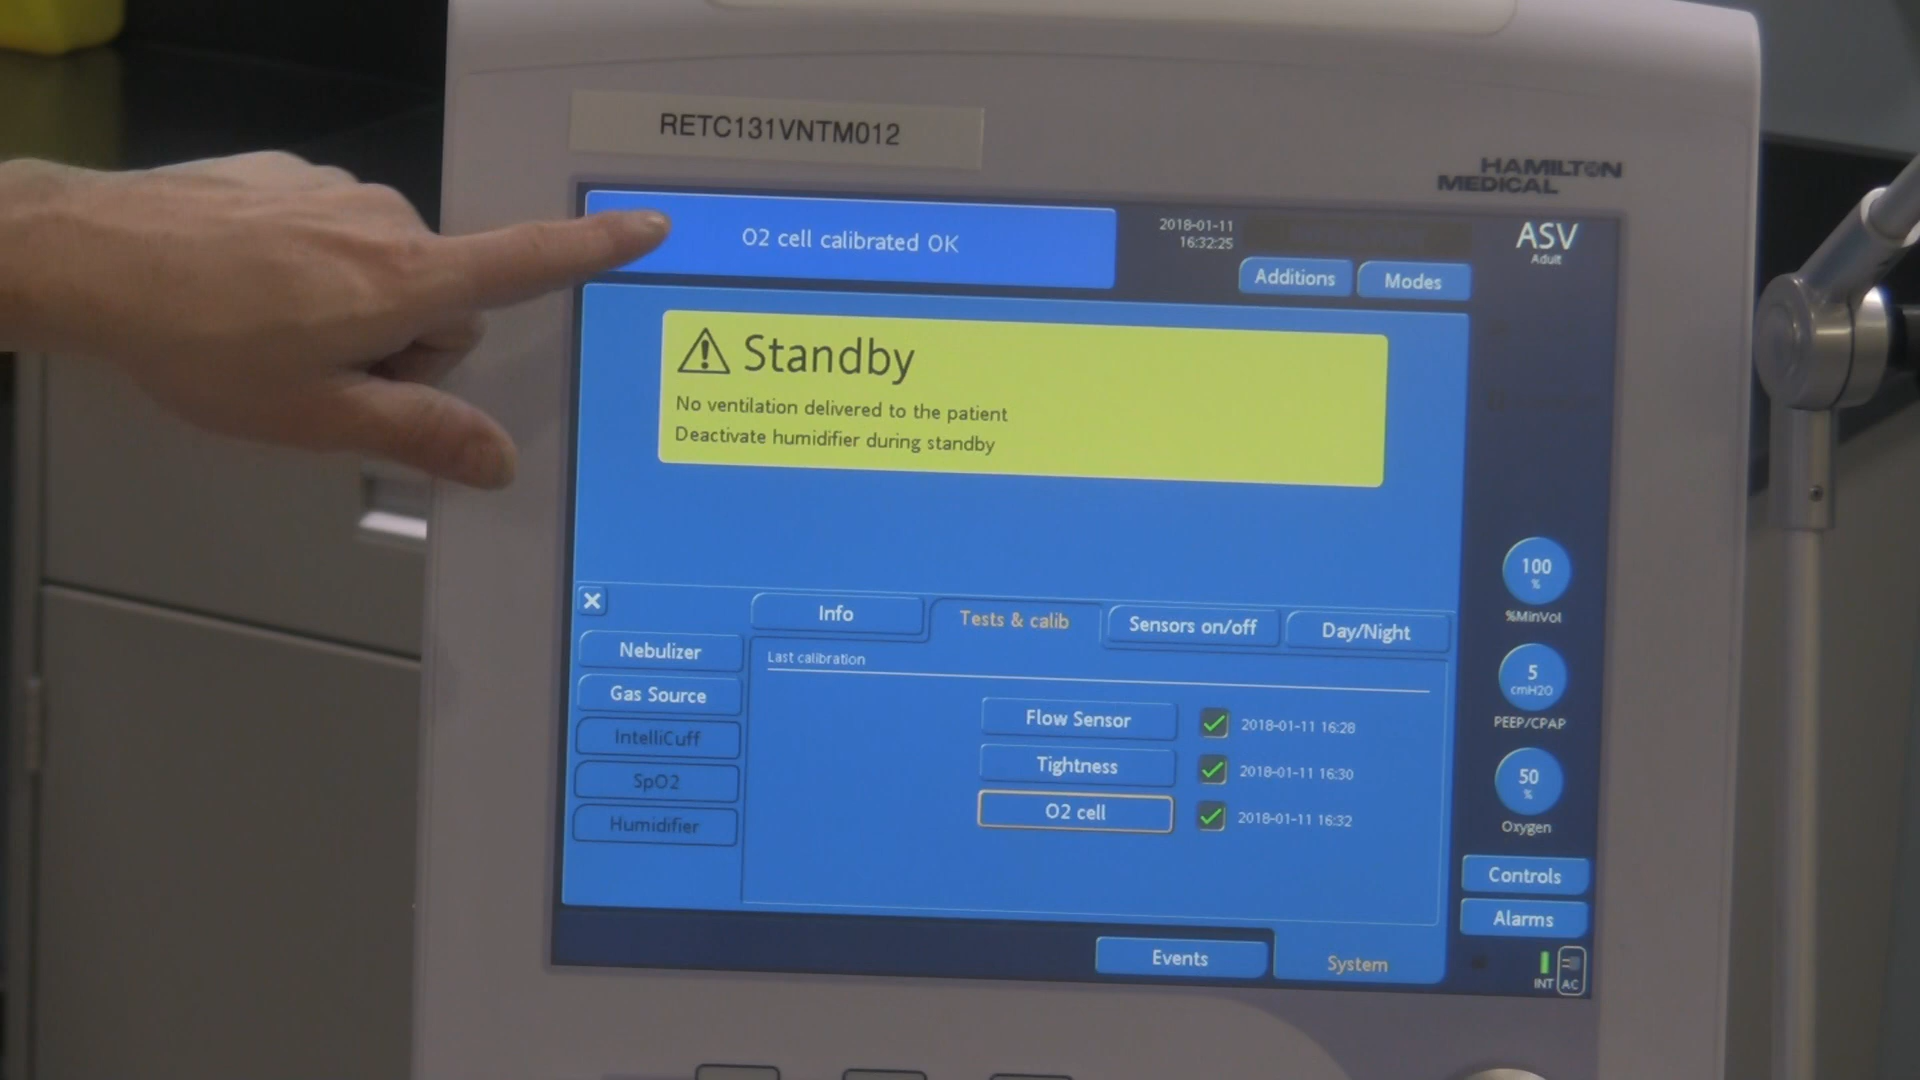 RETC131VNTM012
HAMILTON
MEDICAL
O2 cell calibrated OK
2018-01-11
16:32:25
ASV
Adult
Additions
Modes
Standby
No ventilation delivered to the patient
Deactivate humidifier during standby
100
%
%MinVol
5
cmH2O
PEEP/CPAP
50
%
Oxygen
Info
Tests & calib
Sensors on/off
Day/Night
Nebulizer
Gas Source
IntelliCuff
SpO2
Humidifier
Last calibration
Flow Sensor
2018-01-11 16:28
Tightness
2018-01-11 16:30
O2 cell
2018-01-11 16:32
Controls
Alarms
Events
System
INT
AC